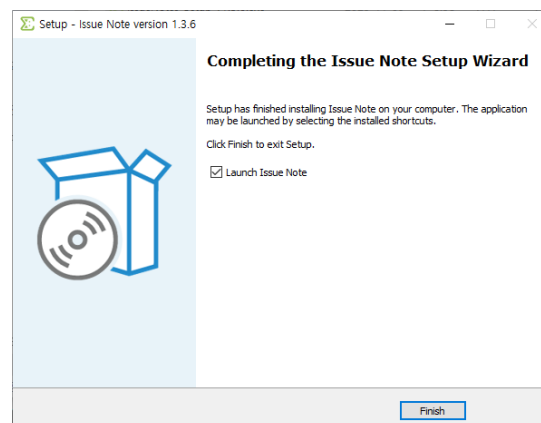 Setup - Issue Note version 1.3.6
Completing the Issue Note Setup Wizard
Setup has finished installing Issue Note on your computer. The application
may be launched by selecting the installed shortcuts.
Click Finish to exit Setup.
Launch Issue Note
Finish